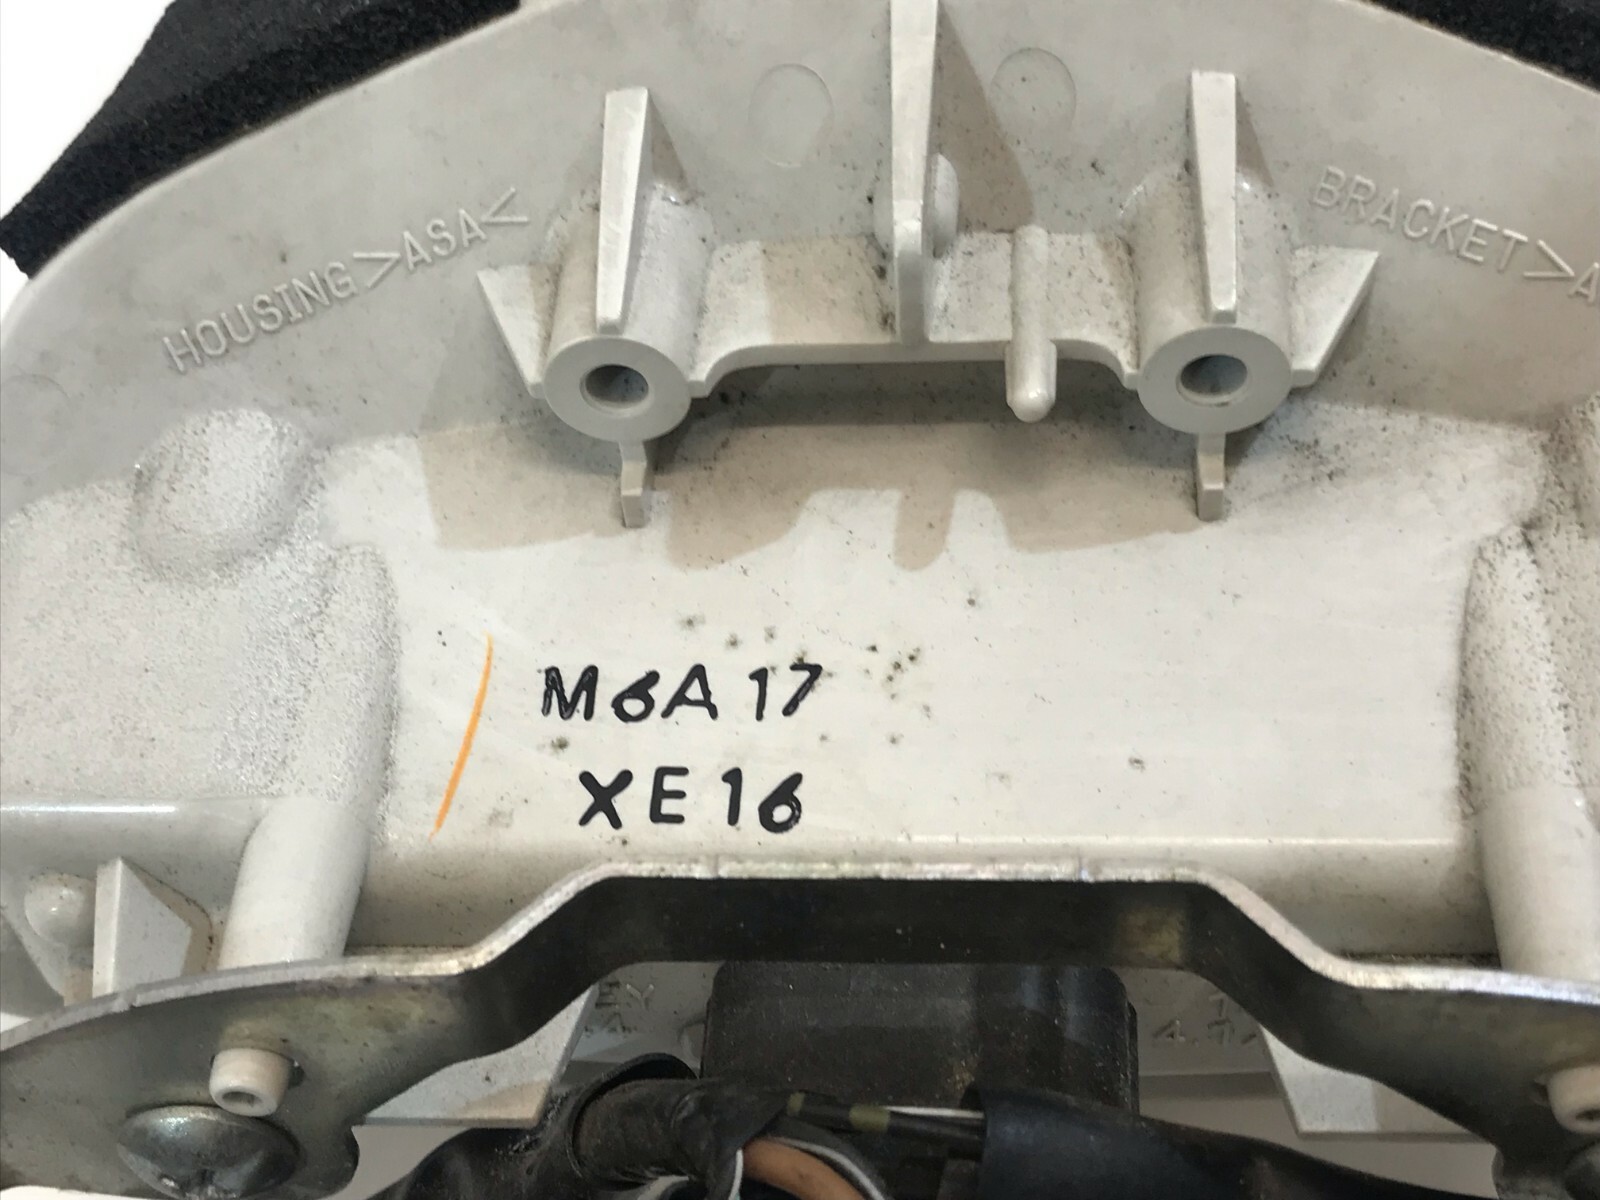 HOUSING >ASA<
BRACKET >A
M6A 17
XE16